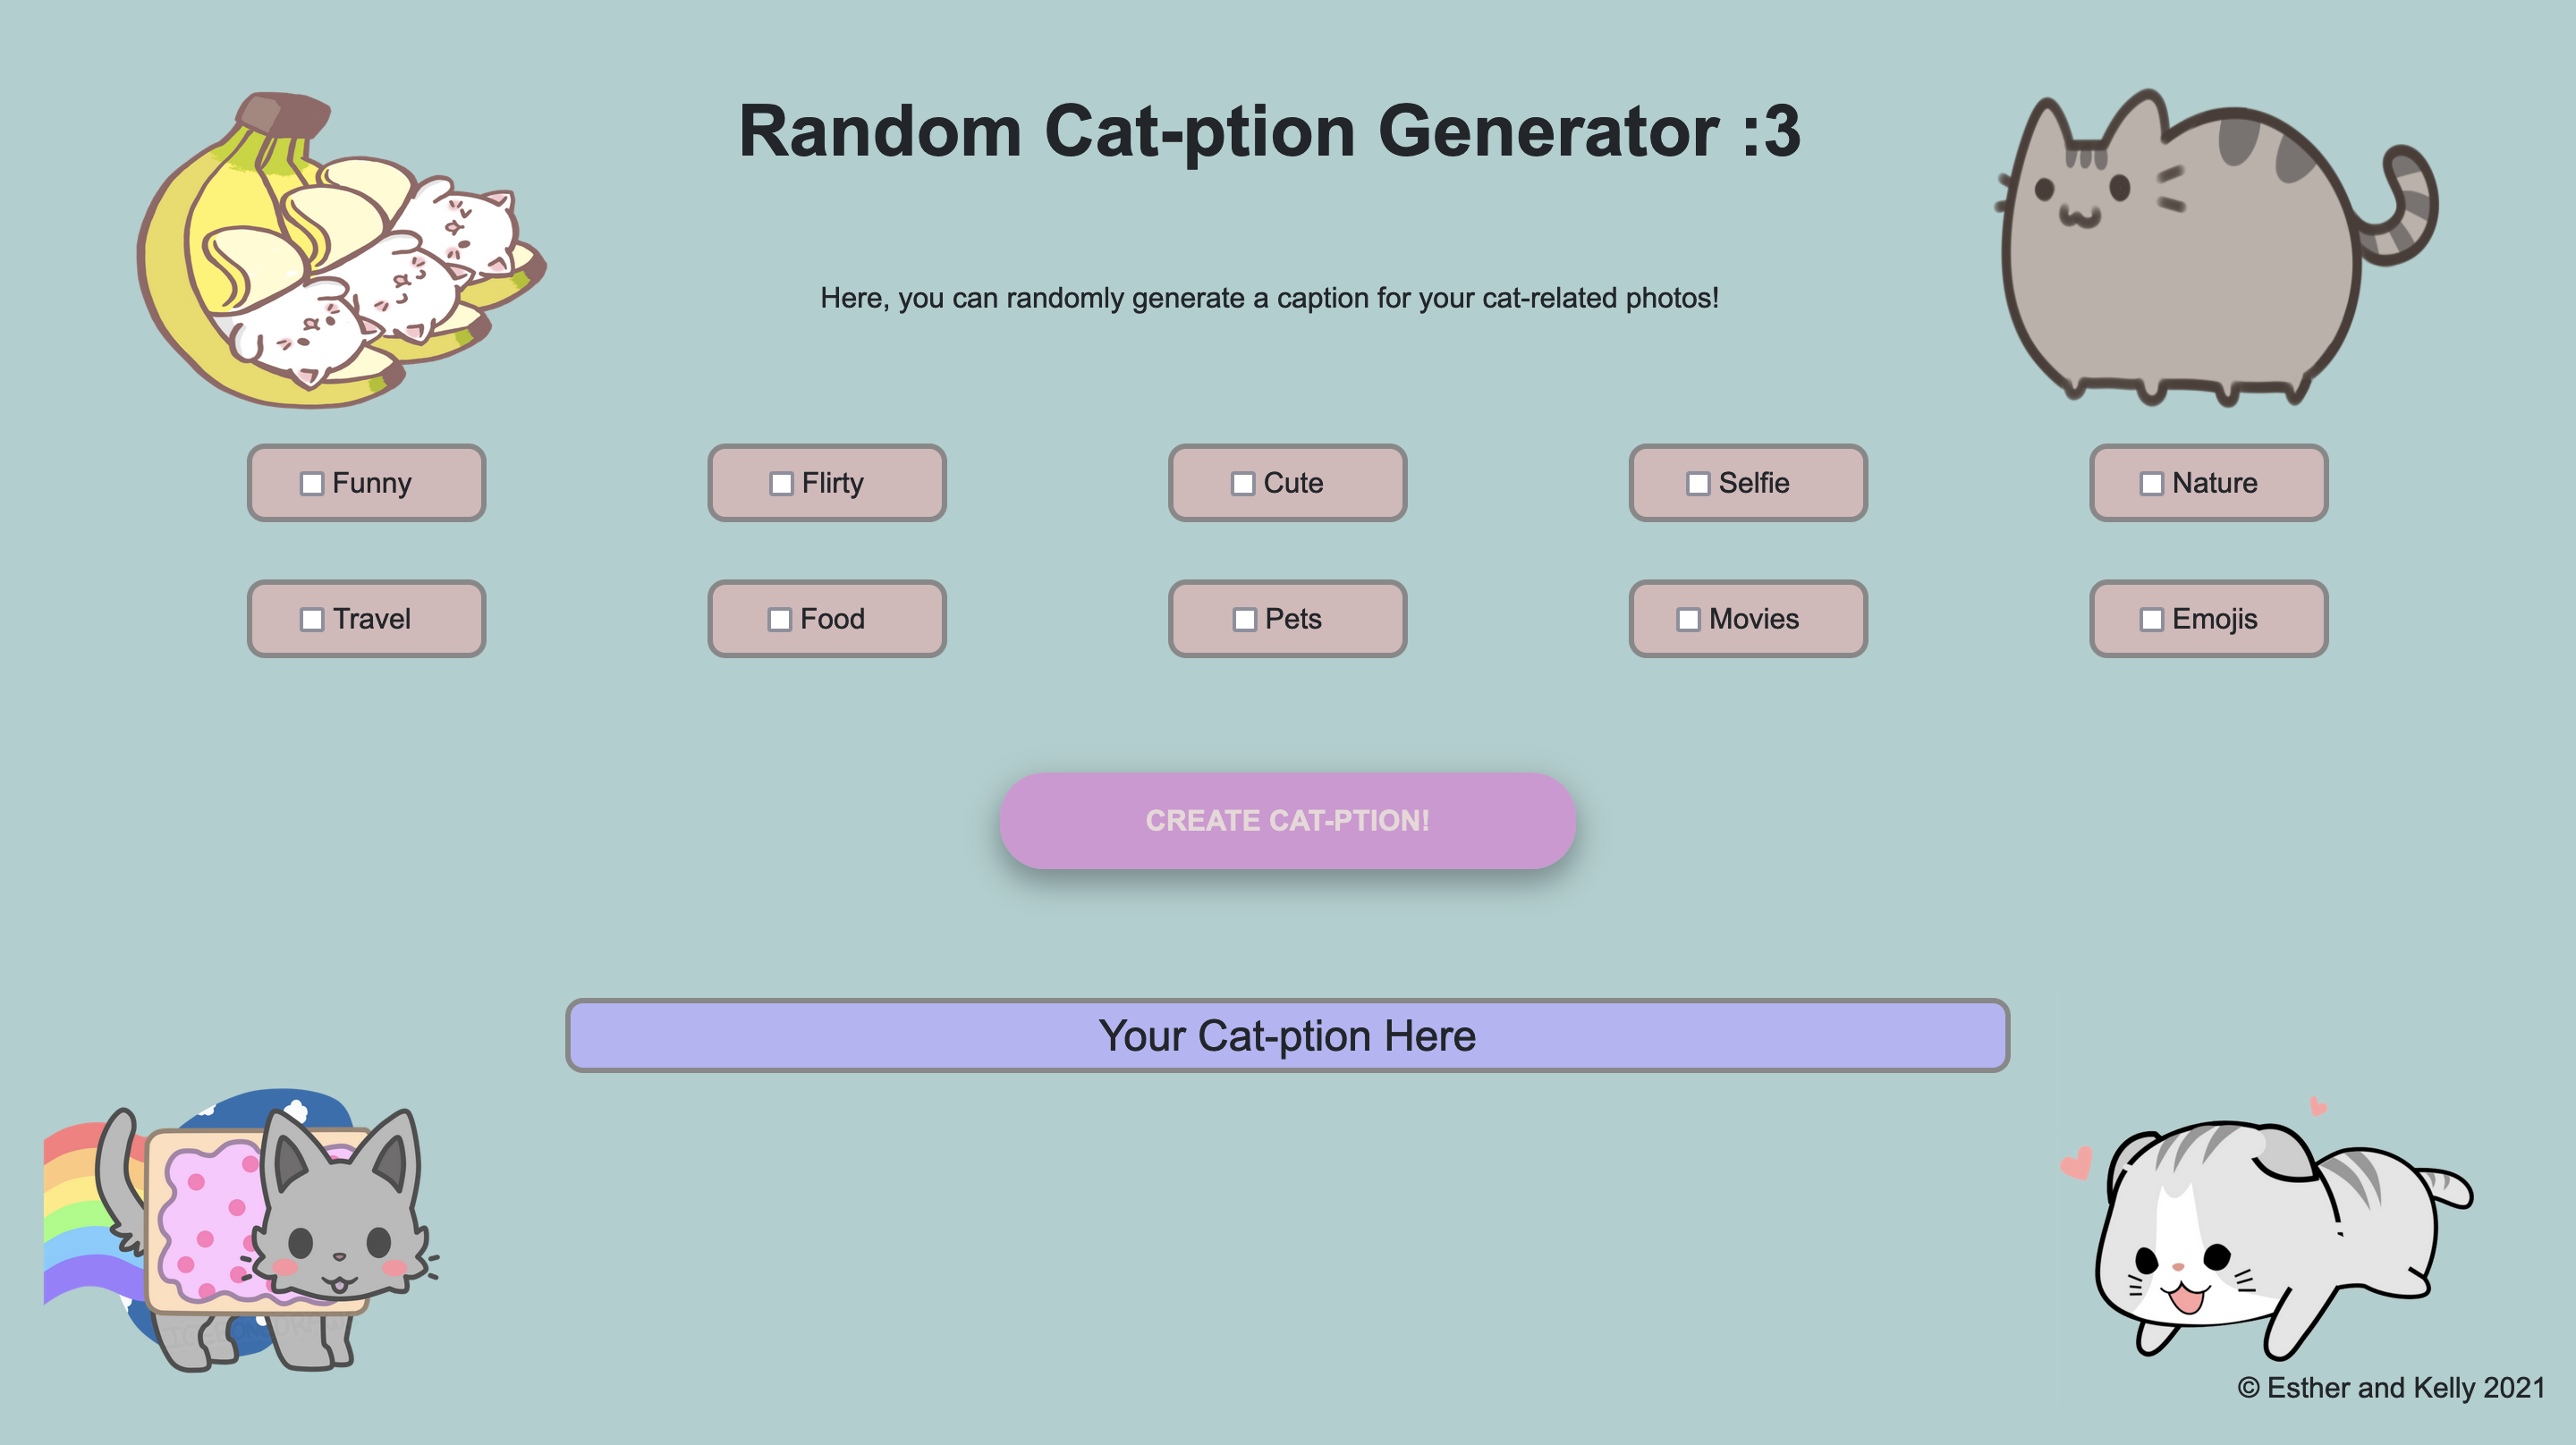 Random Cat-ption Generator :3
Here, you can randomly generate a caption for your cat-related photos!
Funny
Flirty
Cute
Selfie
Nature
Travel
Food
Pets
Movies
Emojis
CREATE CAT-PTION!
Your Cat-ption Here
© Esther and Kelly 2021